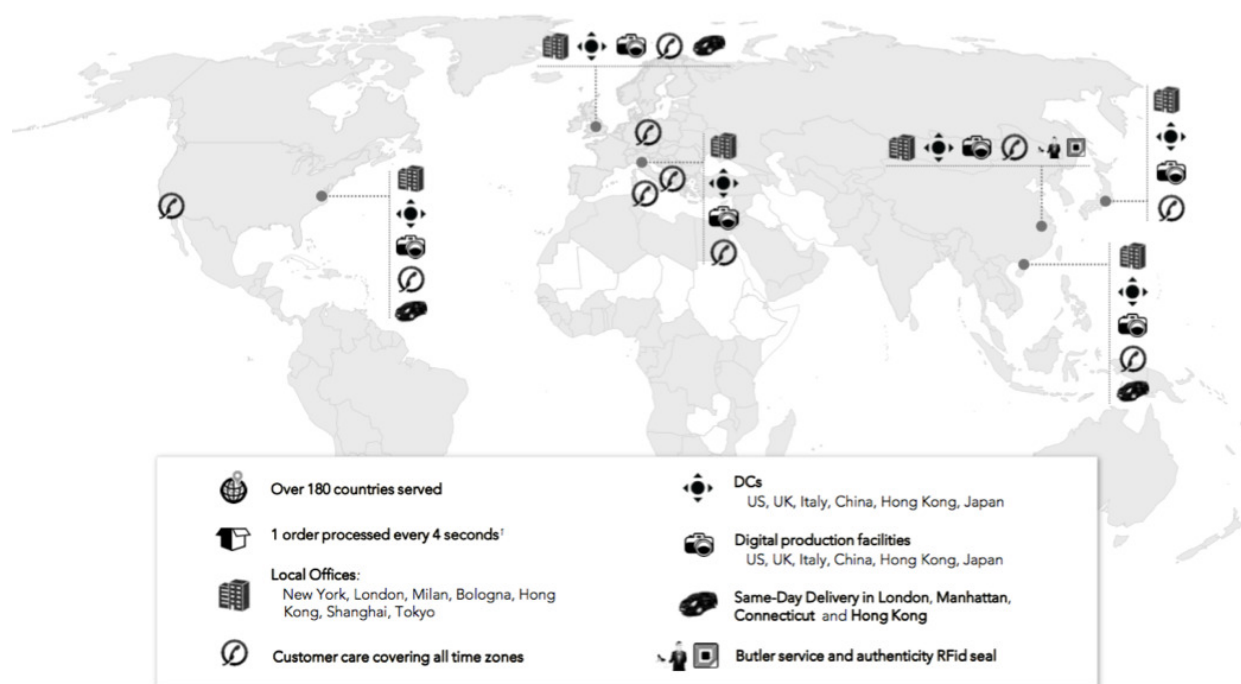 Over 180 countries served
1 order processed every 4 seconds
Local Offices:
New York, London, Milan, Bologna, Hong
Kong, Shanghai, Tokyo
Customer care covering all time zones
DCs
US, UK, Italy, China, Hong Kong, Japan
Digital production facilities
US, UK, Italy, China, Hong Kong, Japan
Same-Day Delivery in London, Manhattan,
Connecticut and Hong Kong
Butler service and authenticity RFid seal